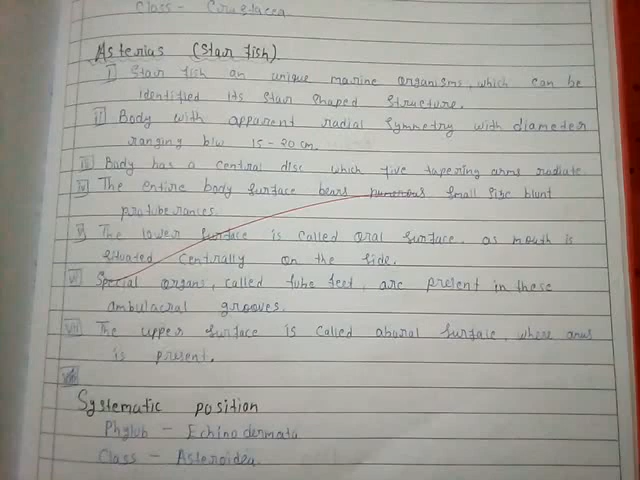 Class - Crustacea
Asterias (Star fish)
i) Star fish an unique marine organisms, which can be
identified its star shaped structure.
ii) Body with apparent radial symmetry with diameter
ranging b/w 15-20 cm.
iii) Body has a central disc which five tapering arms radiate.
iv) The entire body surface bears numerous small size blunt
protuberances.
v) The lower surface is called oral surface, as mouth is
situated centrally on the side.
vi) Special organs, called tube feet, are present in these
ambulacral grooves.
vii) The upper surface is called aboral surface, where anus
is present.
viii)
Systematic position
Phylub - Echinodermata
Class - Asteroidea